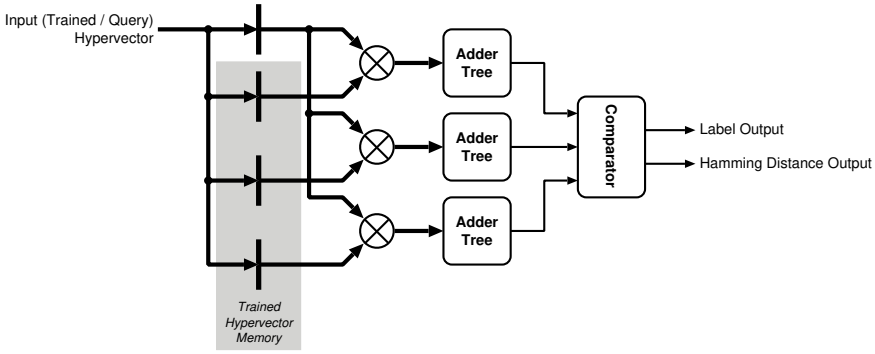 Input (Trained / Query)
Hypervector
Adder
Tree
Adder
Tree
Adder
Tree
Comparator
Label Output
Hamming Distance Output
Trained
Hypervector
Memory